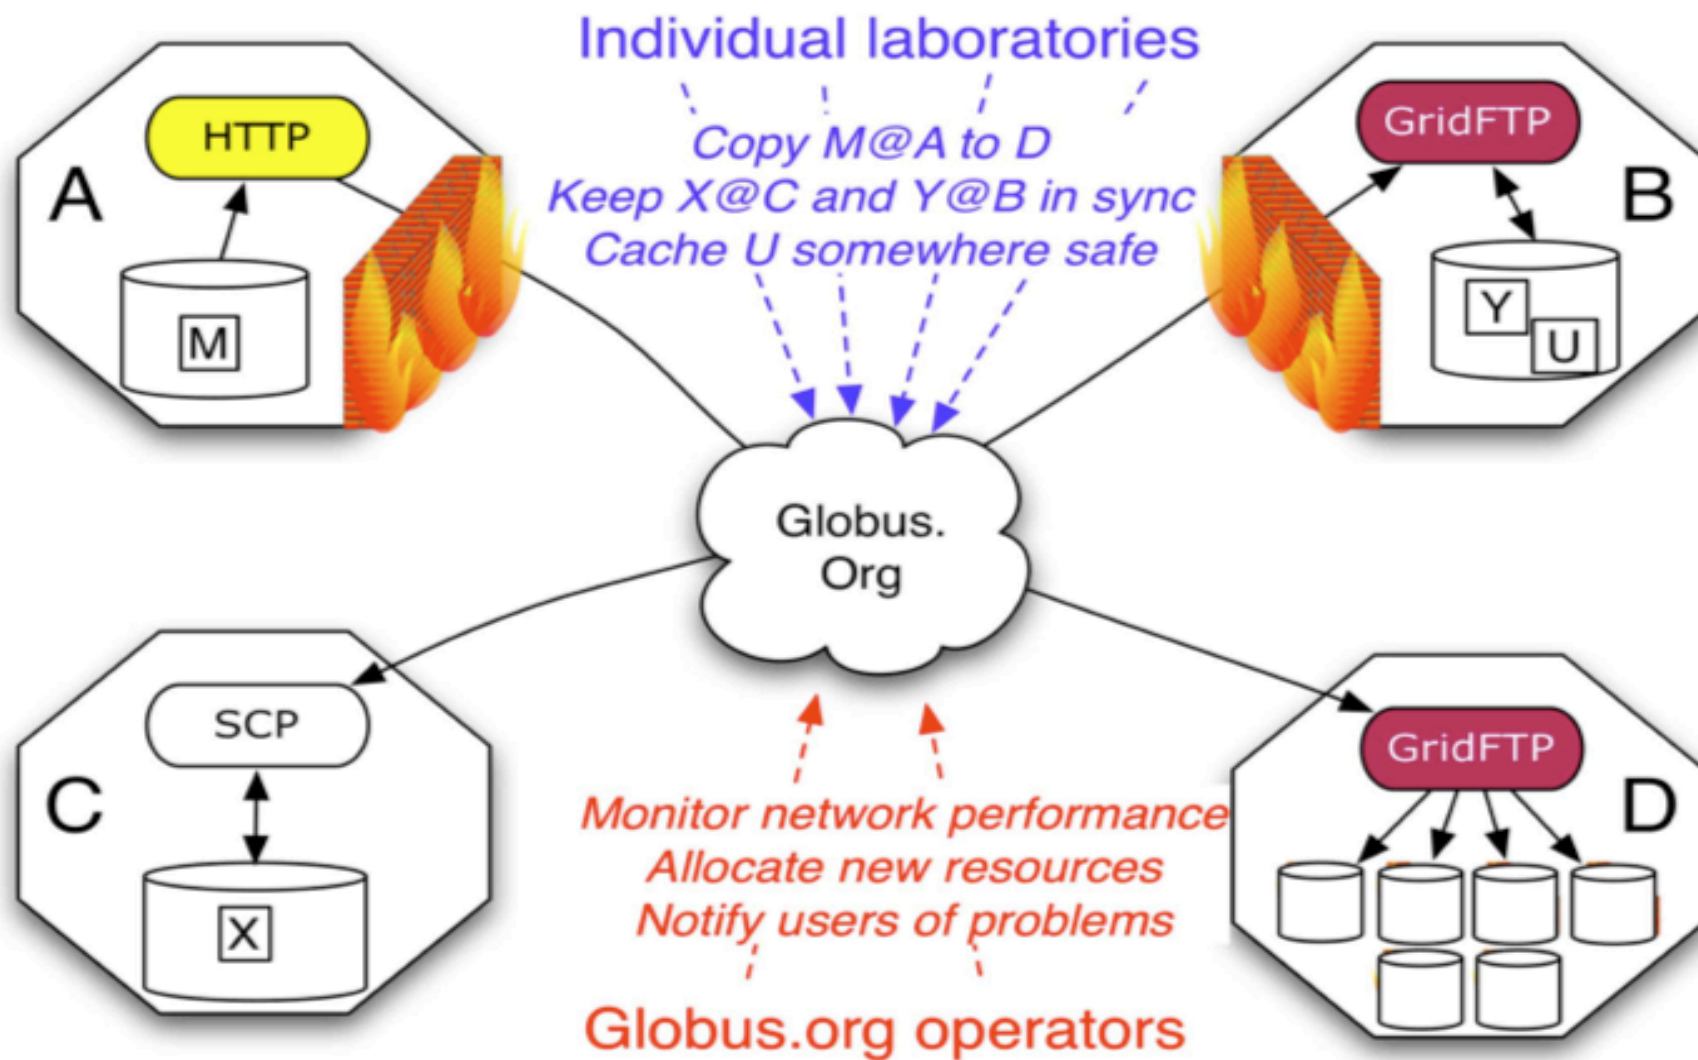 Individual laboratories
Copy M@A to D
Keep X@C and Y@B in sync
Cache U somewhere safe
A
HTTP
M
GridFTP
B
Y
U
Globus.
Org
C
SCP
X
GridFTP
D
Monitor network performance
Allocate new resources
Notify users of problems
Globus.org operators